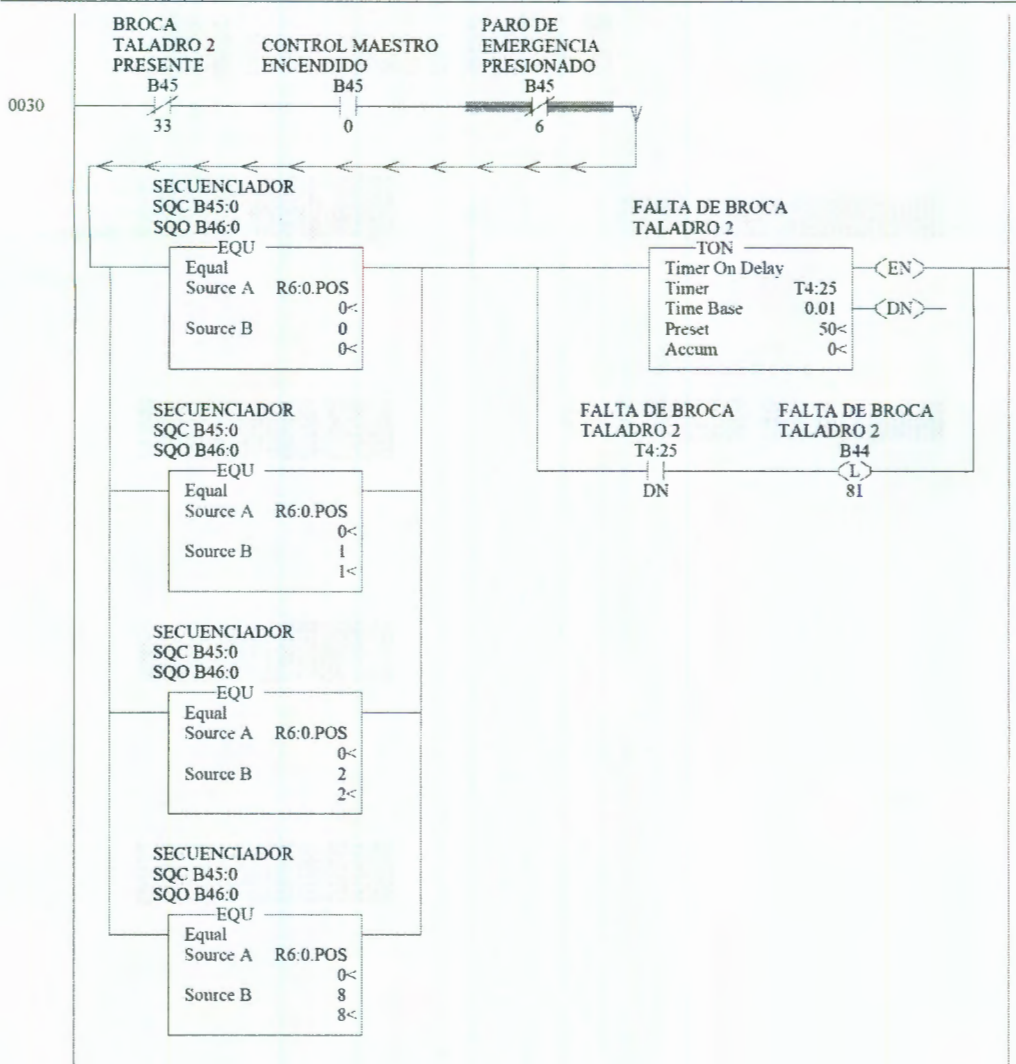 BROCA
TALADRO 2
PRESENTE
B45
33
CONTROL MAESTRO
ENCENDIDO
B45
0
PARO DE
EMERGENCIA
PRESIONADO
B45
6
0030
SECUENCIADOR
SQC B45:0
SQO B46:0
EQU
Equal
Source A R6:0.POS
0<
Source B 0
0<
FALTA DE BROCA
TALADRO 2
TON
Timer On Delay
Timer T4:25
Time Base 0.01
Preset 50<
Accum 0<
EN
DN
SECUENCIADOR
SQC B45:0
SQO B46:0
EQU
Equal
Source A R6:0.POS
0<
Source B 1
1<
FALTA DE BROCA
TALADRO 2
T4:25
DN
FALTA DE BROCA
TALADRO 2
B44
L
81
SECUENCIADOR
SQC B45:0
SQO B46:0
EQU
Equal
Source A R6:0.POS
0<
Source B 2
2<
SECUENCIADOR
SQC B45:0
SQO B46:0
EQU
Equal
Source A R6:0.POS
0<
Source B 8
8<